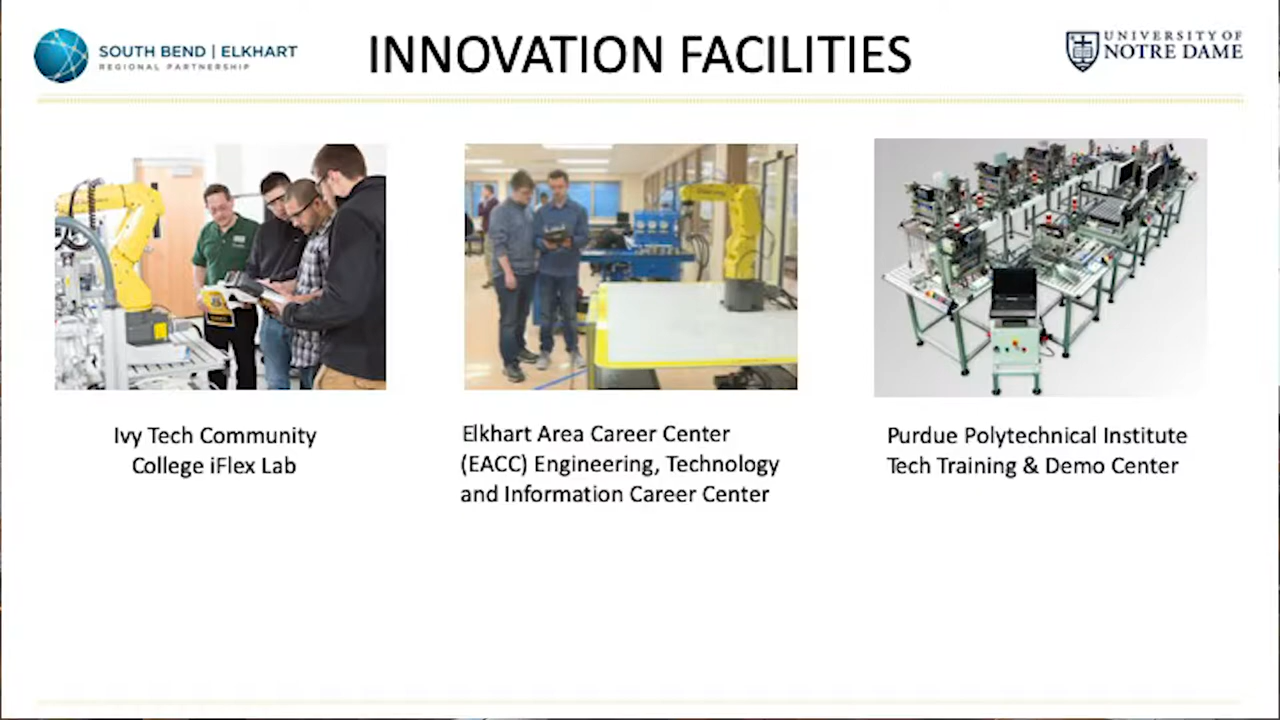 SOUTH BEND | ELKHART
REGIONAL PARTNERSHIP
INNOVATION FACILITIES
UNIVERSITY OF
NOTRE DAME
Ivy Tech Community
College iFlex Lab
Elkhart Area Career Center
(EACC) Engineering, Technology
and Information Career Center
Purdue Polytechnical Institute
Tech Training & Demo Center